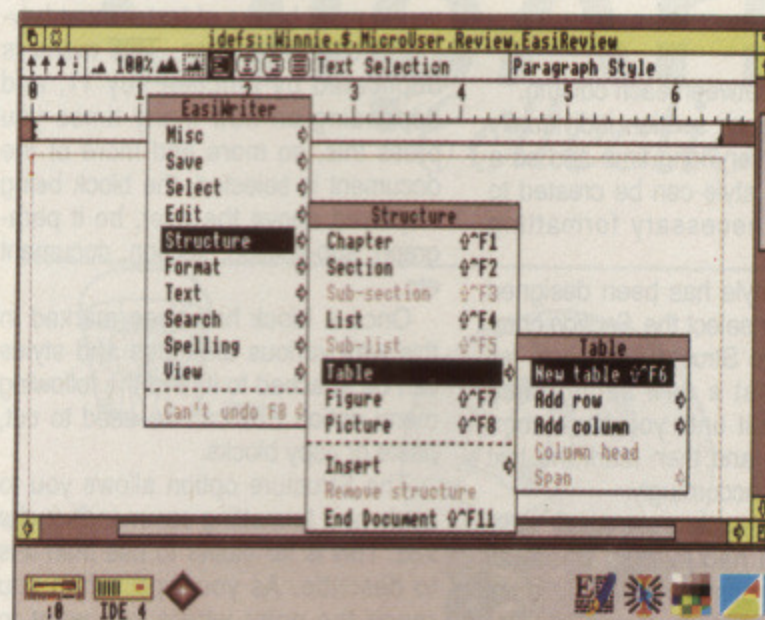 idefs::Winnie.$.MicroUser.Review.EasiReview
100% Text Selection Paragraph Style
0 1 2 3 4 5 6
EasiWriter
Misc
Save
Select
Edit
Structure
Format
Text
Search
Spelling
View
Can't undo F8
Structure
Chapter ⇧^F1
Section ⇧^F2
Sub-section ⇧^F3
List ⇧^F4
Sub-list ⇧^F5
Table
Figure ⇧^F7
Picture ⇧^F8
Insert
Remove structure
End Document ⇧^F11
Table
New table ⇧^F6
Add row
Add column
Column head
Span
:0 IDE 4